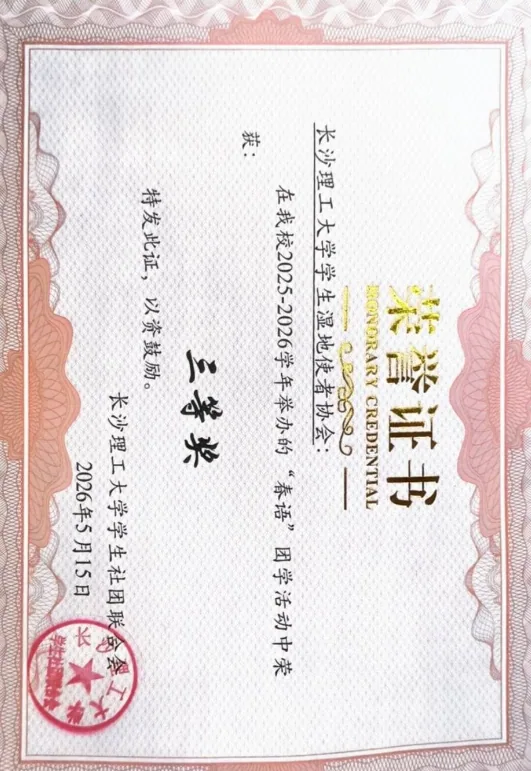 荣誉证书
HONORARY CREDENTIAL
长沙理工大学学生湿地使者协会：
在我校2025-2026学年举办的“春语”团学活动中荣
获：
三等奖
特发此证，以资鼓励。
长沙理工大学学生社团联合会
2026年5月15日